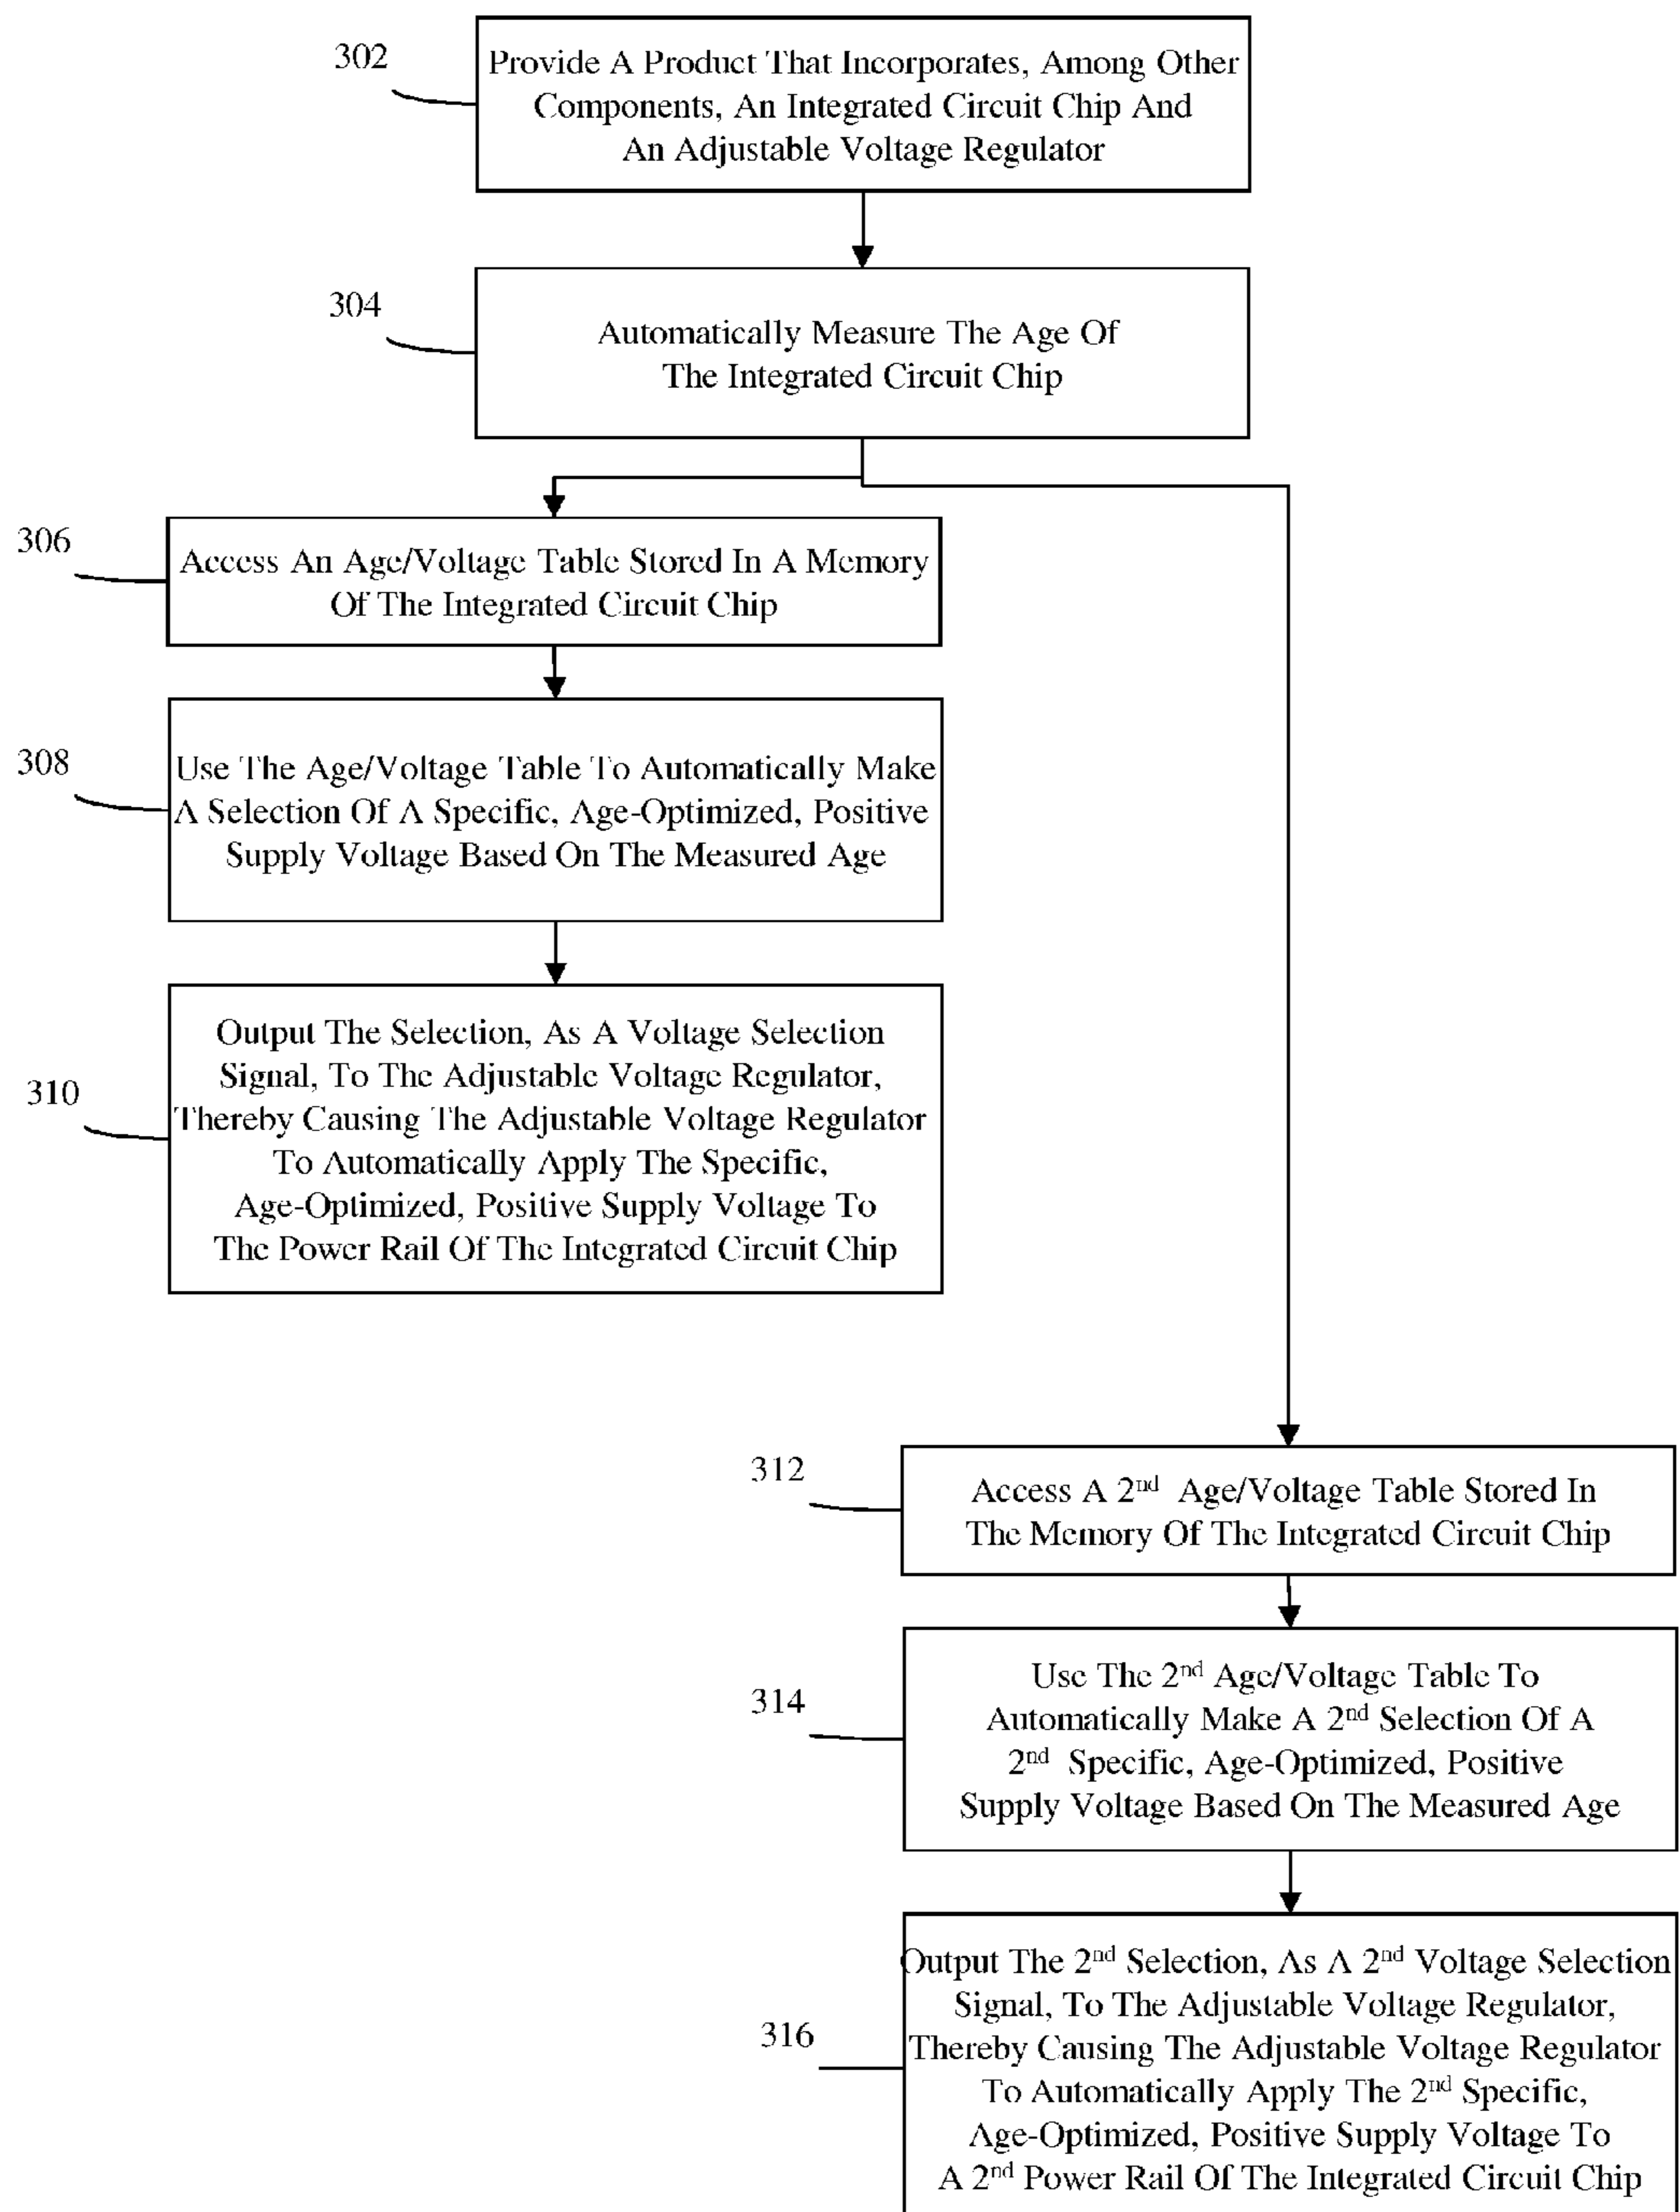 302
Provide A Product That Incorporates, Among Other
Components, An Integrated Circuit Chip And
An Adjustable Voltage Regulator
304
Automatically Measure The Age Of
The Integrated Circuit Chip
306
Access An Age/Voltage Table Stored In A Memory
Of The Integrated Circuit Chip
308
Use The Age/Voltage Table To Automatically Make
A Selection Of A Specific, Age-Optimized, Positive
Supply Voltage Based On The Measured Age
310
Output The Selection, As A Voltage Selection
Signal, To The Adjustable Voltage Regulator,
Thereby Causing The Adjustable Voltage Regulator
To Automatically Apply The Specific,
Age-Optimized, Positive Supply Voltage To
The Power Rail Of The Integrated Circuit Chip
312
Access A 2nd Age/Voltage Table Stored In
The Memory Of The Integrated Circuit Chip
314
Use The 2nd Age/Voltage Table To
Automatically Make A 2nd Selection Of A
2nd Specific, Age-Optimized, Positive
Supply Voltage Based On The Measured Age
316
Output The 2nd Selection, As A 2nd Voltage Selection
Signal, To The Adjustable Voltage Regulator,
Thereby Causing The Adjustable Voltage Regulator
To Automatically Apply The 2nd Specific,
Age-Optimized, Positive Supply Voltage To
A 2nd Power Rail Of The Integrated Circuit Chip